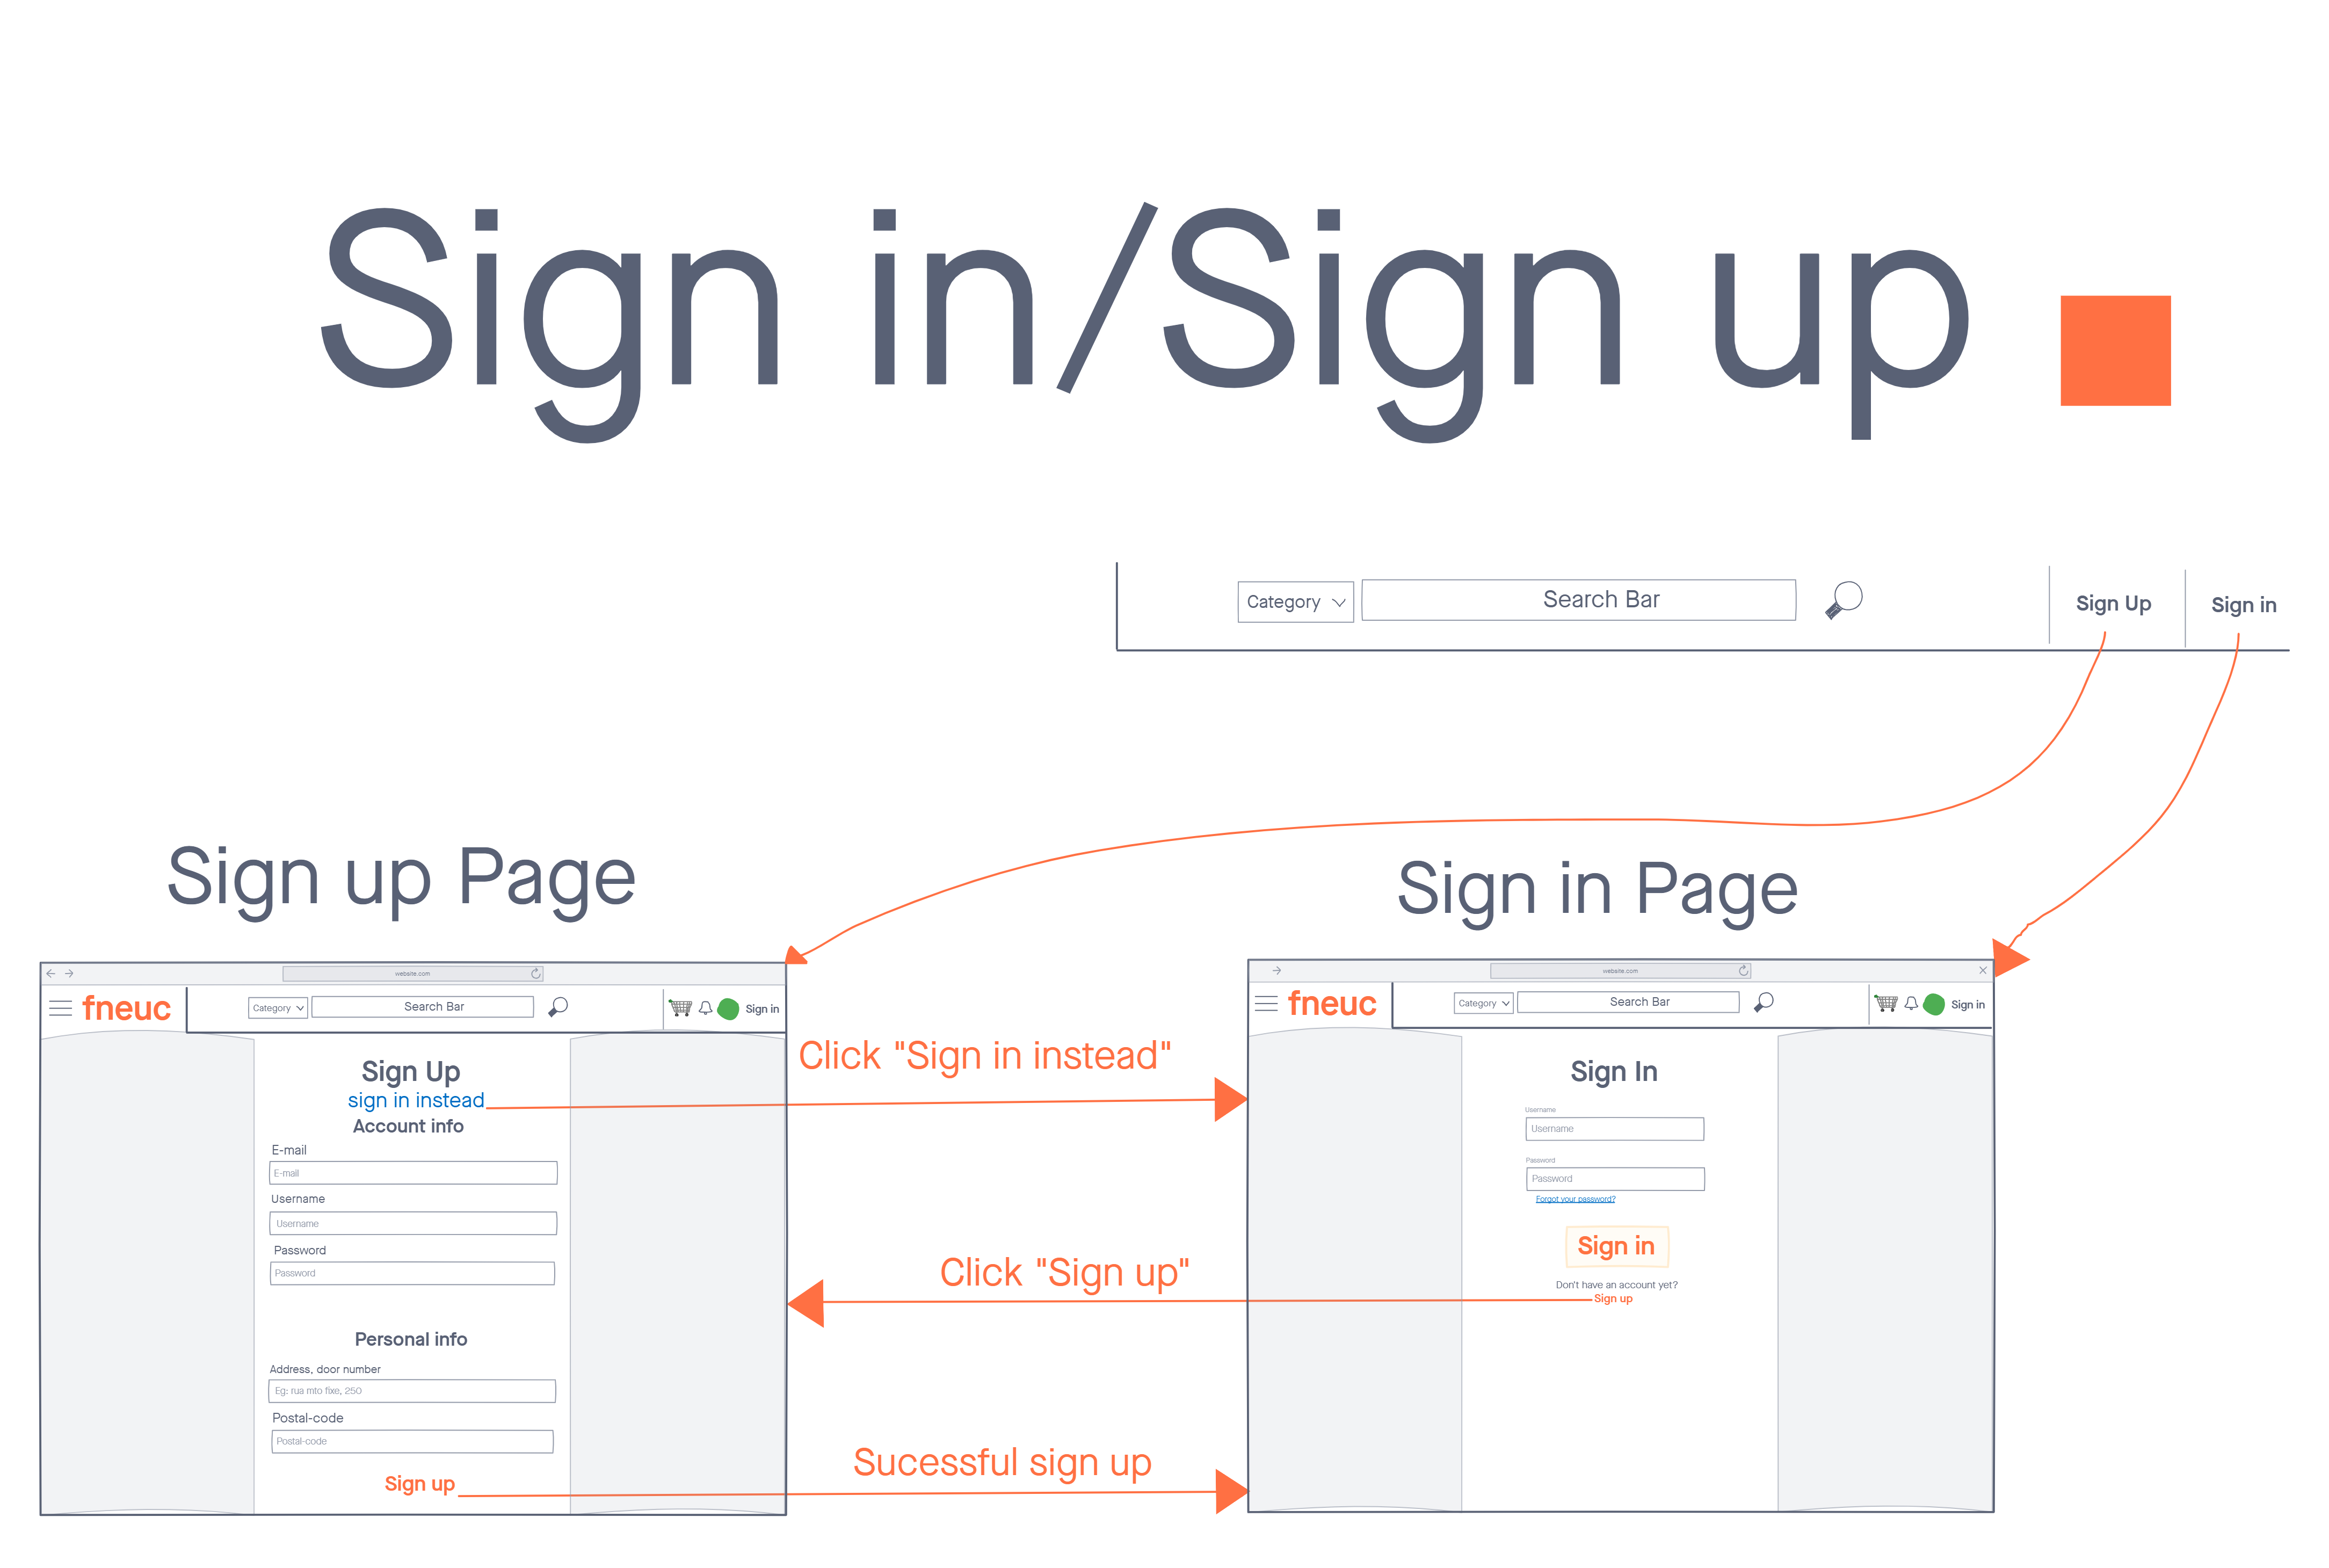 Sign in/Sign up
Category
Search Bar
Sign Up
Sign in
Sign up Page
Sign in Page
website.com
fneuc
Category
Search Bar
Sign in
Sign Up
sign in instead
Account info
E-mail
E-mail
Username
Username
Password
Password
Personal info
Address, door number
Eg: rua mto fixe, 250
Postal-code
Postal-code
Sign up
Click "Sign in instead"
Click "Sign up"
Sucessful sign up
website.com
fneuc
Category
Search Bar
Sign in
Sign In
Username
Username
Password
Password
Forgot your password?
Sign in
Don't have an account yet?
Sign up